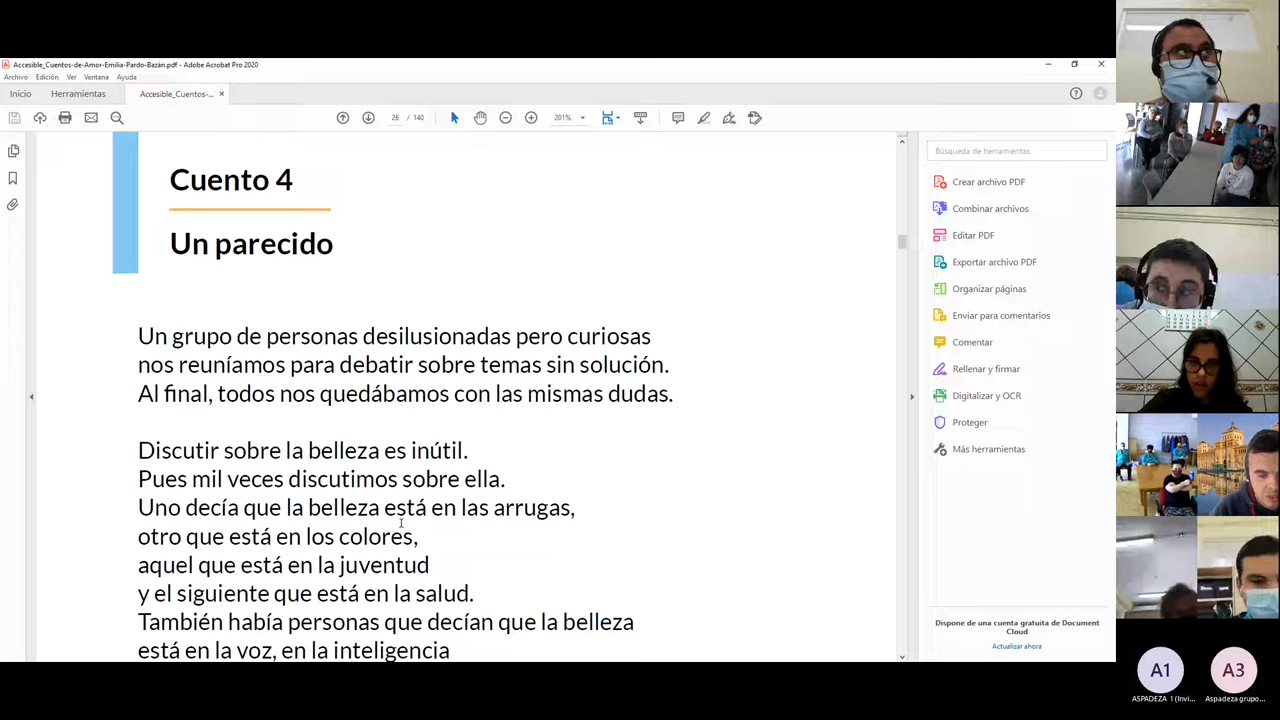 Accesible_Cuentos-de-Amor-Emilia-Pardo-Bazán.pdf - Adobe Acrobat Pro 2020
Archivo Edición Ver Ventana Ayuda
Inicio Herramientas Accesible_Cuentos-...
26 / 140 201%
Búsqueda de herramientas
Crear archivo PDF
Combinar archivos
Editar PDF
Exportar archivo PDF
Organizar páginas
Enviar para comentarios
Comentar
Rellenar y firmar
Digitalizar y OCR
Proteger
Más herramientas
Dispone de una cuenta gratuita de Document
Cloud
Actualizar ahora
Cuento 4
Un parecido
Un grupo de personas desilusionadas pero curiosas
nos reuníamos para debatir sobre temas sin solución.
Al final, todos nos quedábamos con las mismas dudas.
Discutir sobre la belleza es inútil.
Pues mil veces discutimos sobre ella.
Uno decía que la belleza está en las arrugas,
otro que está en los colores,
aquel que está en la juventud
y el siguiente que está en la salud.
También había personas que decían que la belleza
está en la voz, en la inteligencia
A1 A3
ASPADEZA 1 (Invi... Aspadeza grupo...